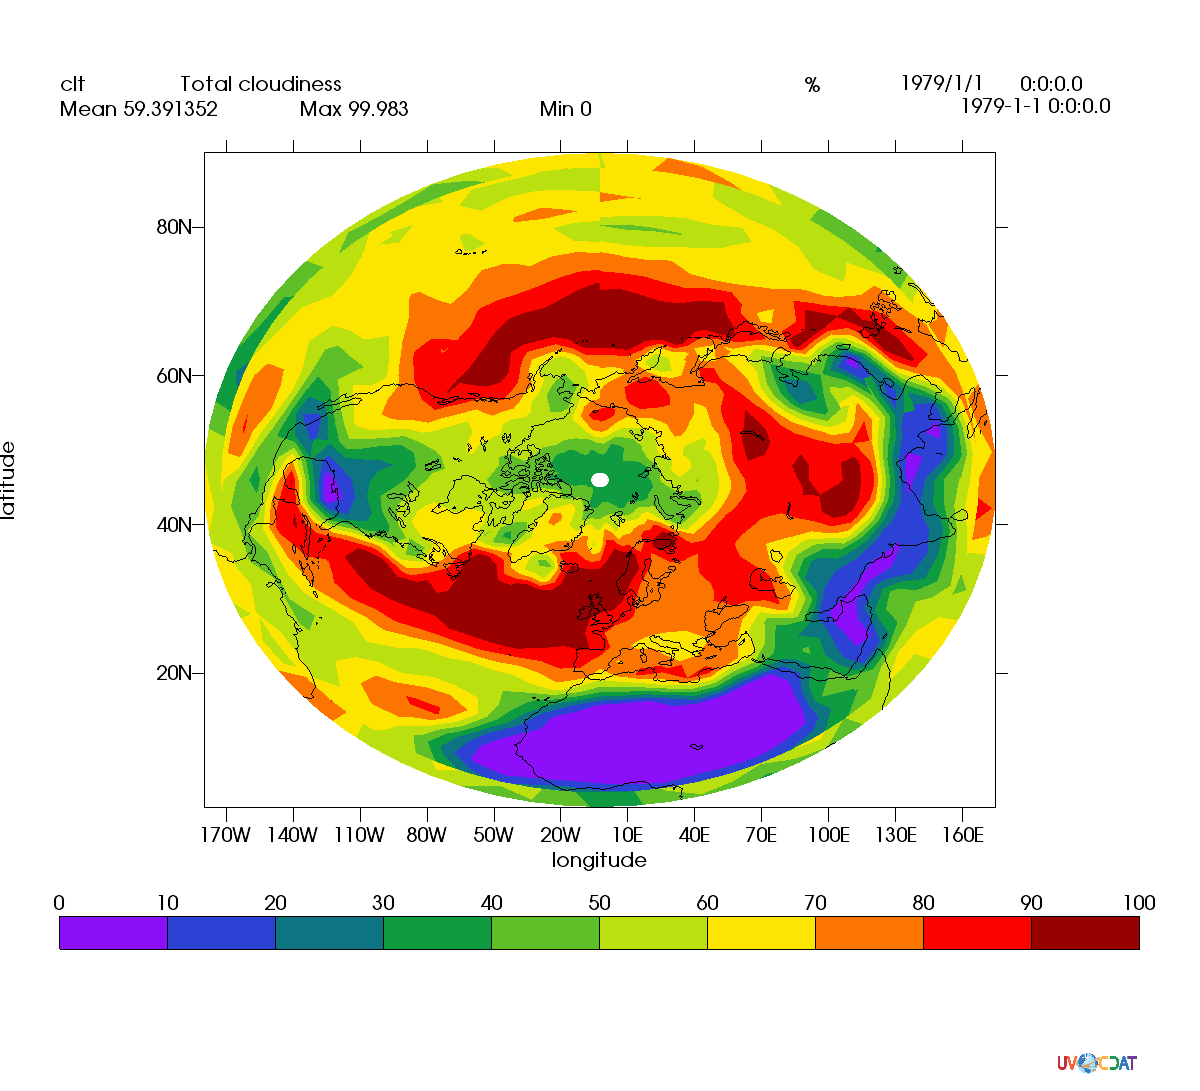 clt Total cloudiness % 1979/1/1 0:0:0.0
Mean 59.391352 Max 99.983 Min 0 1979-1-1 0:0:0.0
80N
60N
latitude
40N
20N
170W 140W 110W 80W 50W 20W 10E 40E 70E 100E 130E 160E
longitude
0 10 20 30 40 50 60 70 80 90 100
UV CDAT